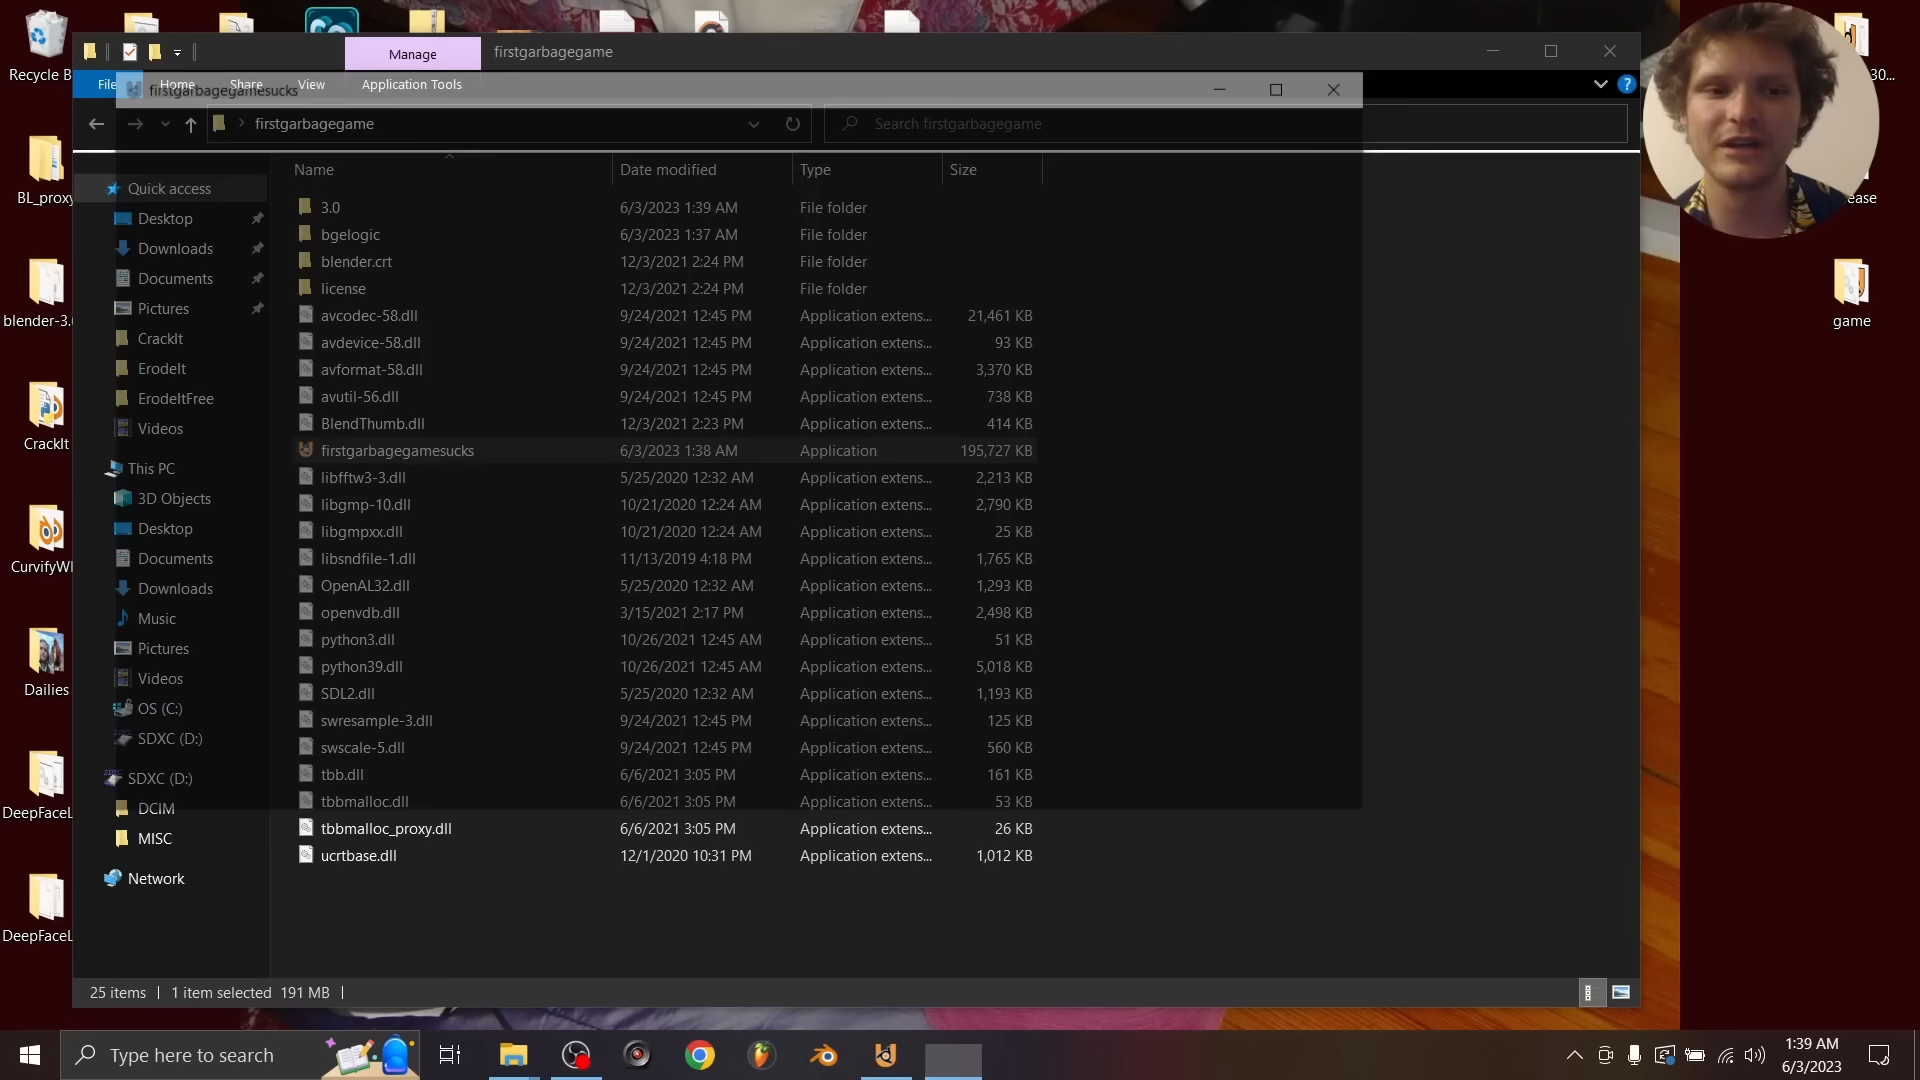 Recycle B
Manage
firstgarbagegame
File
Home
Share
View
Application Tools
firstgarbagegamesucks
firstgarbagegame
Search firstgarbagegame
Name
Date modified
Type
Size
Quick access
Desktop
Downloads
Documents
Pictures
CrackIt
ErodeIt
ErodeItFree
Videos
This PC
3D Objects
Desktop
Documents
Downloads
Music
Pictures
Videos
OS (C:)
SDXC (D:)
SDXC (D:)
DCIM
MISC
Network
3.0 6/3/2023 1:39 AM File folder
bgelogic 6/3/2023 1:37 AM File folder
blender.crt 12/3/2021 2:24 PM File folder
license 12/3/2021 2:24 PM File folder
avcodec-58.dll 9/24/2021 12:45 PM Application extens... 21,461 KB
avdevice-58.dll 9/24/2021 12:45 PM Application extens... 93 KB
avformat-58.dll 9/24/2021 12:45 PM Application extens... 3,370 KB
avutil-56.dll 9/24/2021 12:45 PM Application extens... 738 KB
BlendThumb.dll 12/3/2021 2:23 PM Application extens... 414 KB
firstgarbagegamesucks 6/3/2023 1:38 AM Application 195,727 KB
libfftw3-3.dll 5/25/2020 12:32 AM Application extens... 2,213 KB
libgmp-10.dll 10/21/2020 12:24 AM Application extens... 2,790 KB
libgmpxx.dll 10/21/2020 12:24 AM Application extens... 25 KB
libsndfile-1.dll 11/13/2019 4:18 PM Application extens... 1,765 KB
OpenAL32.dll 5/25/2020 12:32 AM Application extens... 1,293 KB
openvdb.dll 3/15/2021 2:17 PM Application extens... 2,498 KB
python3.dll 10/26/2021 12:45 AM Application extens... 51 KB
python39.dll 10/26/2021 12:45 AM Application extens... 5,018 KB
SDL2.dll 5/25/2020 12:32 AM Application extens... 1,193 KB
swresample-3.dll 9/24/2021 12:45 PM Application extens... 125 KB
swscale-5.dll 9/24/2021 12:45 PM Application extens... 560 KB
tbb.dll 6/6/2021 3:05 PM Application extens... 161 KB
tbbmalloc.dll 6/6/2021 3:05 PM Application extens... 53 KB
tbbmalloc_proxy.dll 6/6/2021 3:05 PM Application extens... 26 KB
ucrtbase.dll 12/1/2020 10:31 PM Application extens... 1,012 KB
25 items
1 item selected 191 MB
BL_proxy
blender-3.
CrackIt
CurvifyWI
Dailies
DeepFaceL
DeepFaceL
30...
ease
game
Type here to search
1:39 AM
6/3/2023